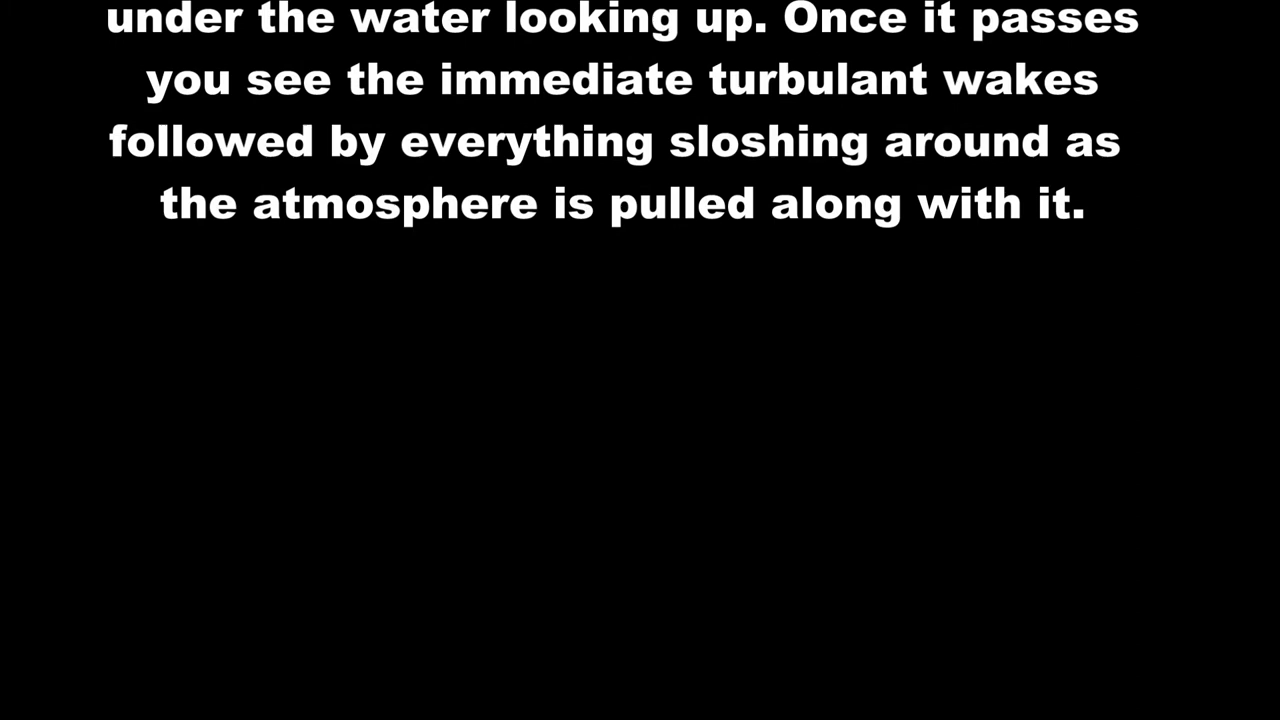 under the water looking up. Once it passes
you see the immediate turbulant wakes
followed by everything sloshing around as
the atmosphere is pulled along with it.